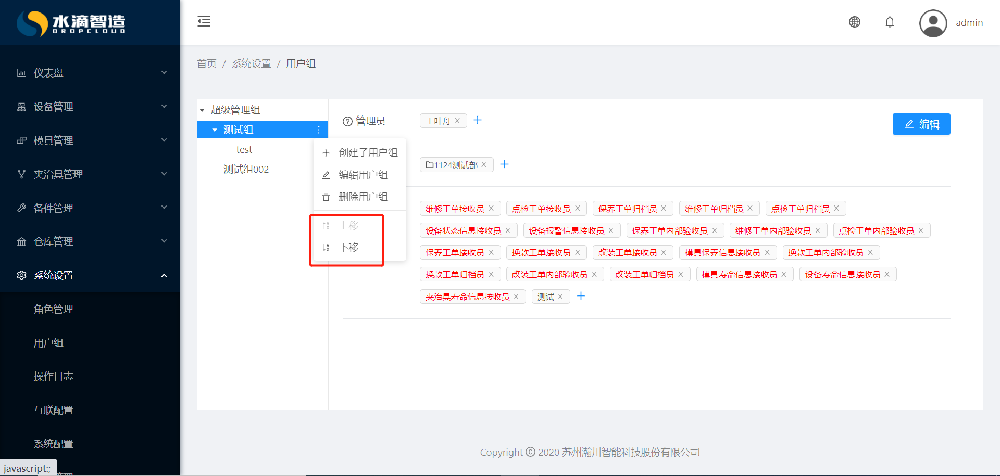 水滴智造
DROPCLOUD
admin
仪表盘
设备管理
模具管理
夹治具管理
备件管理
仓库管理
系统设置
角色管理
用户组
操作日志
互联配置
系统配置
javascript:;
首页 / 系统设置 / 用户组
超级管理组
测试组
test
测试组002
创建子用户组
编辑用户组
删除用户组
上移
下移
管理员
王叶舟
编辑
1124测试部
维修工单接收员 点检工单接收员 保养工单归档员 维修工单归档员 点检工单归档员
设备状态信息接收员 设备报警信息接收员 保养工单内部验收员 维修工单内部验收员 点检工单内部验收员
保养工单接收员 换款工单接收员 改装工单接收员 模具保养信息接收员 换款工单内部验收员
换款工单归档员 改装工单内部验收员 改装工单归档员 模具寿命信息接收员 设备寿命信息接收员
夹治具寿命信息接收员 测试
Copyright © 2020 苏州瀚川智能科技股份有限公司